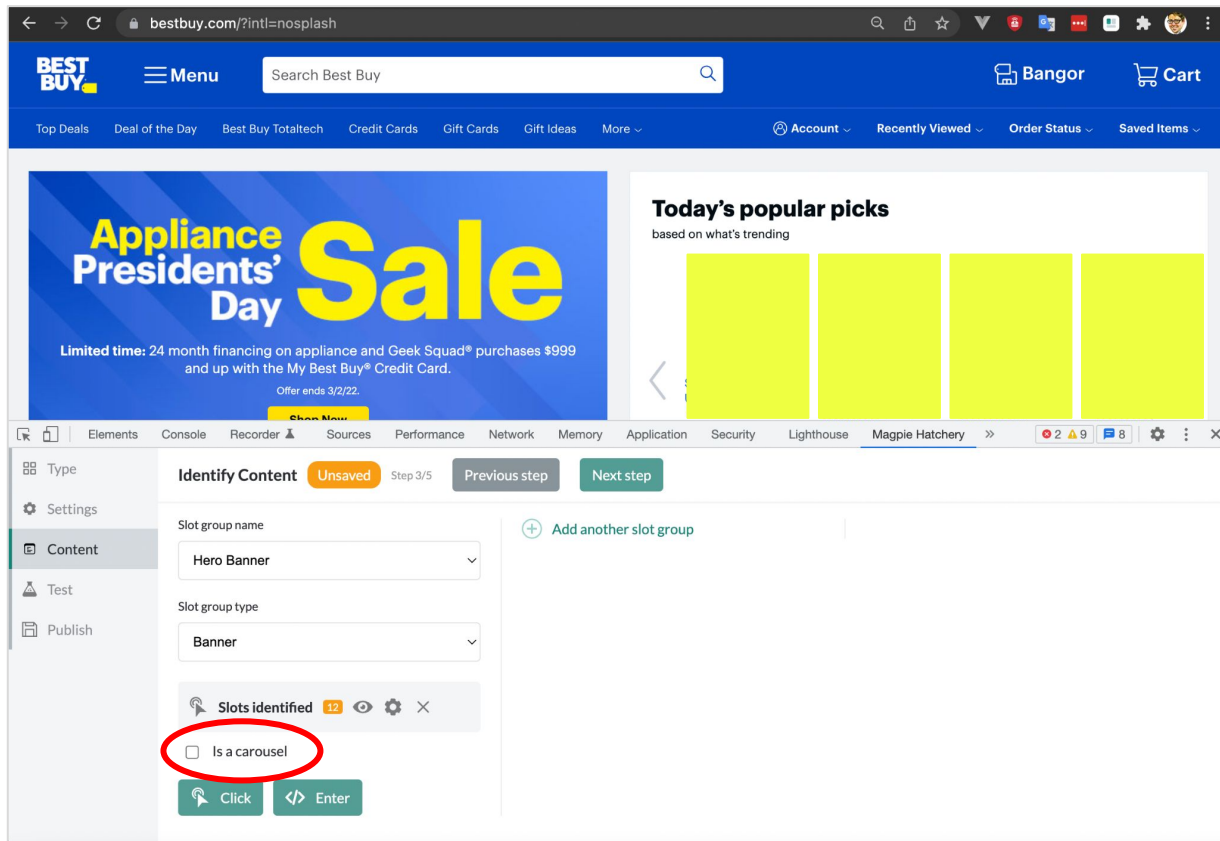 bestbuy.com/?intl=nosplash
BEST
BUY
Menu
Search Best Buy
Bangor
Cart
Top Deals Deal of the Day Best Buy Totaltech Credit Cards Gift Cards Gift Ideas More Account Recently Viewed Order Status Saved Items
Appliance
Presidents'
Day
Sale
Limited time: 24 month financing on appliance and Geek Squad® purchases $999
and up with the My Best Buy® Credit Card.
Offer ends 3/2/22.
Shop Now
Today's popular picks
based on what's trending
Elements Console Recorder Sources Performance Network Memory Application Security Lighthouse Magpie Hatchery » 2 9 8
Type
Settings
Content
Test
Publish
Identify Content Unsaved Step 3/5 Previous step Next step
Slot group name
Hero Banner
Slot group type
Banner
Slots identified 12
Is a carousel
Click </> Enter
Add another slot group